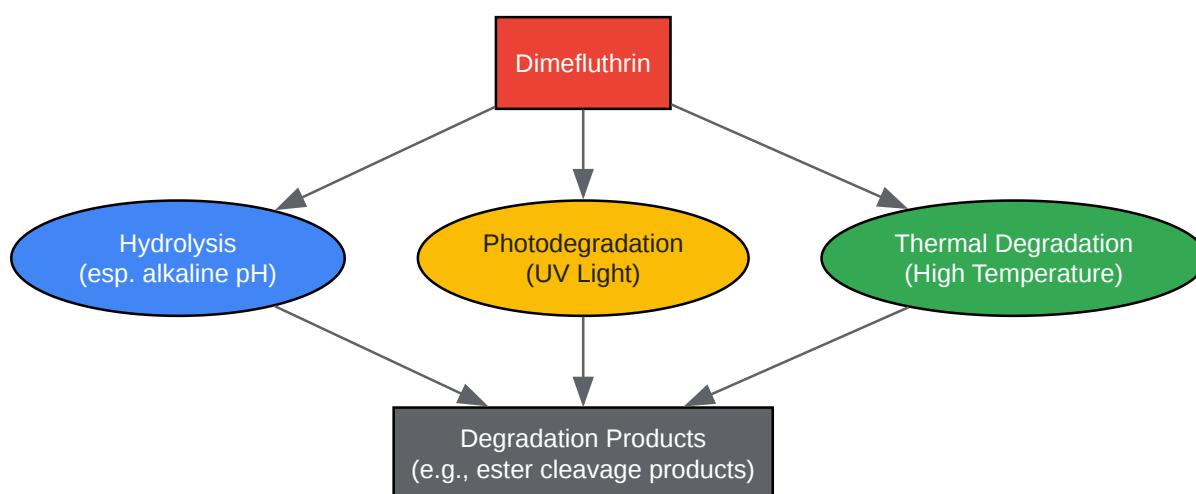 Dimefluthrin
Hydrolysis
(esp. alkaline pH)
Photodegradation
(UV Light)
Thermal Degradation
(High Temperature)
Degradation Products
(e.g., ester cleavage products)